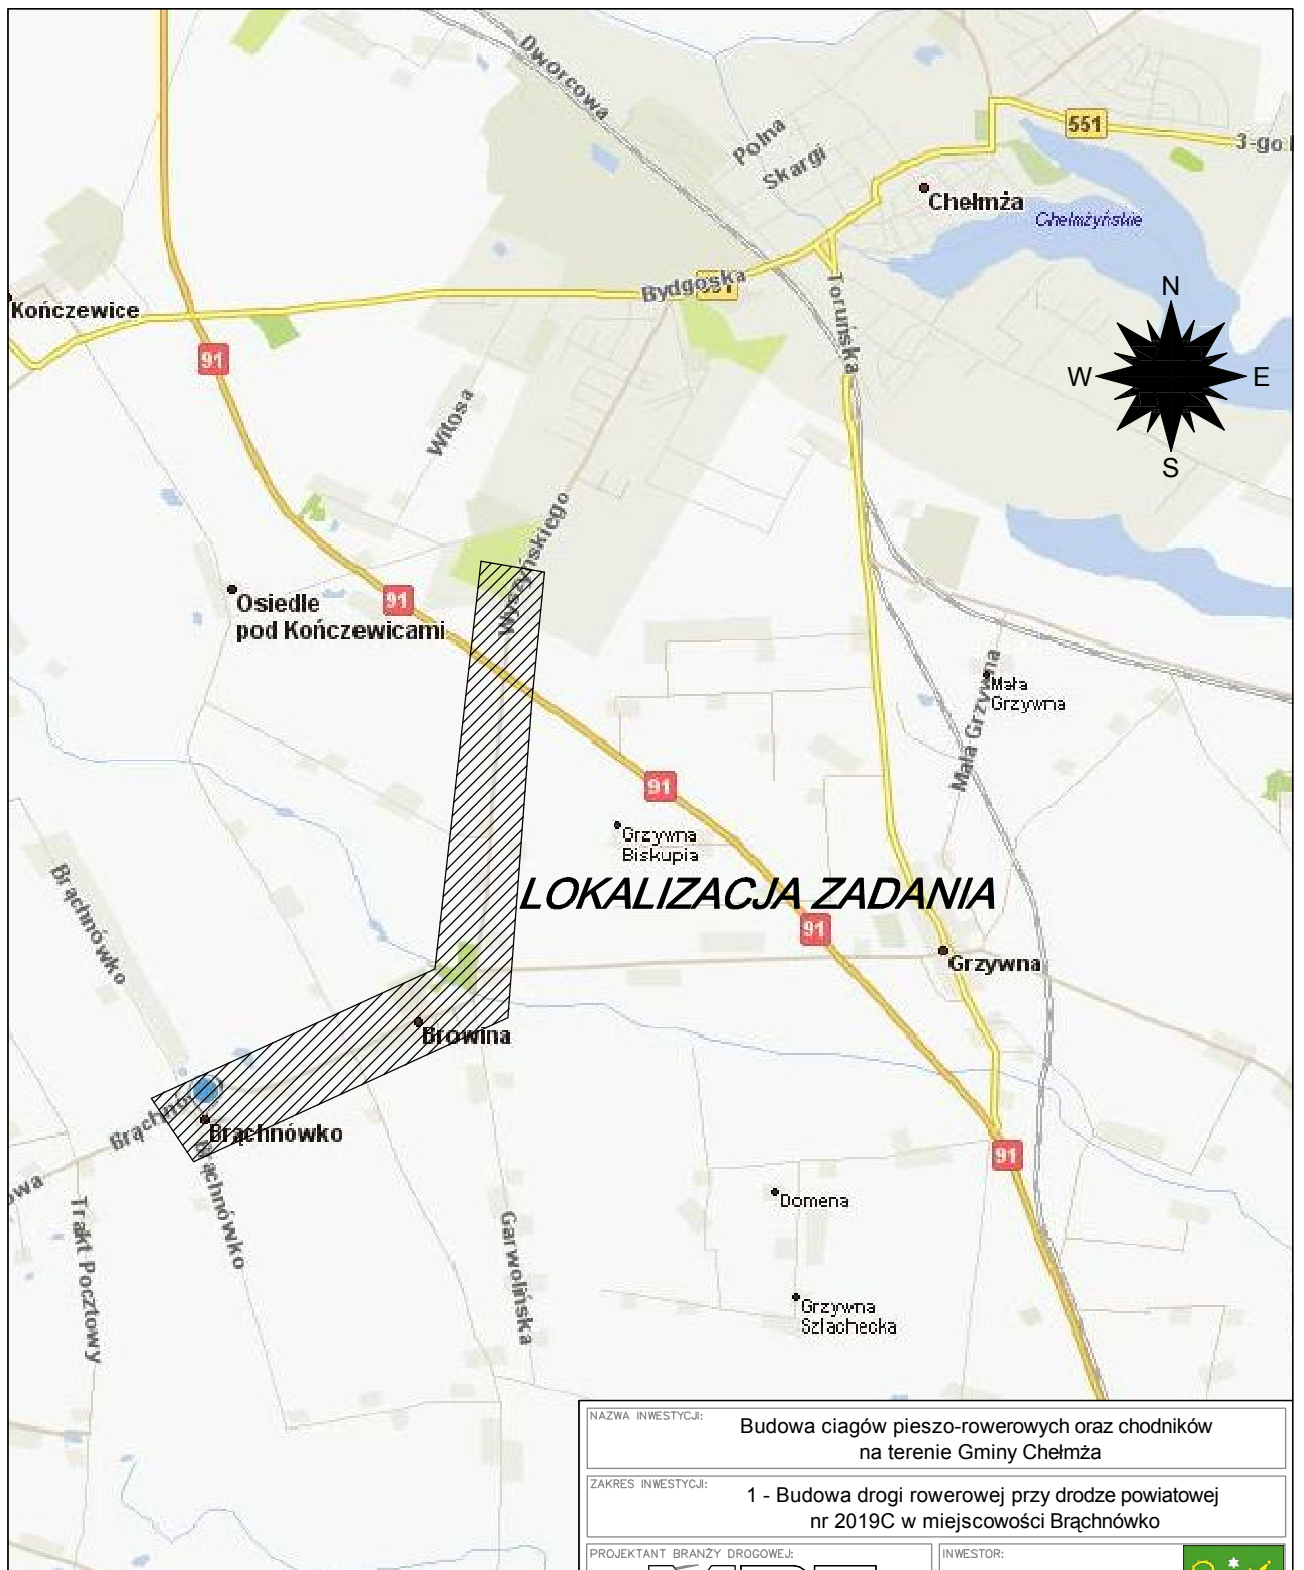 Dworcowa
Polna
Skargi
551
3-go
Chełmża
Chełmżyńskie
Bydgoska
Toruńska
Kończewice
N
W
E
S
91
Witosa
Osiedle
pod Kończewicami
91
Mała
Grzywna
Mała Grzywna
91
Grzywna
Biskupia
LOKALIZACJA ZADANIA
Brąchnówko
91
Grzywna
Browina
Brąchnówko
Brąchnówko
91
Trakt Pocztowy
Garwolińska
Domena
Grzywna
Szlachecka
NAZWA INWESTYCJI:
Budowa ciagów pieszo-rowerowych oraz chodników
na terenie Gminy Chełmża
ZAKRES INWESTYCJI:
1 - Budowa drogi rowerowej przy drodze powiatowej
nr 2019C w miejscowości Brąchnówko
PROJEKTANT BRANŻY DROGOWEJ:
INWESTOR: